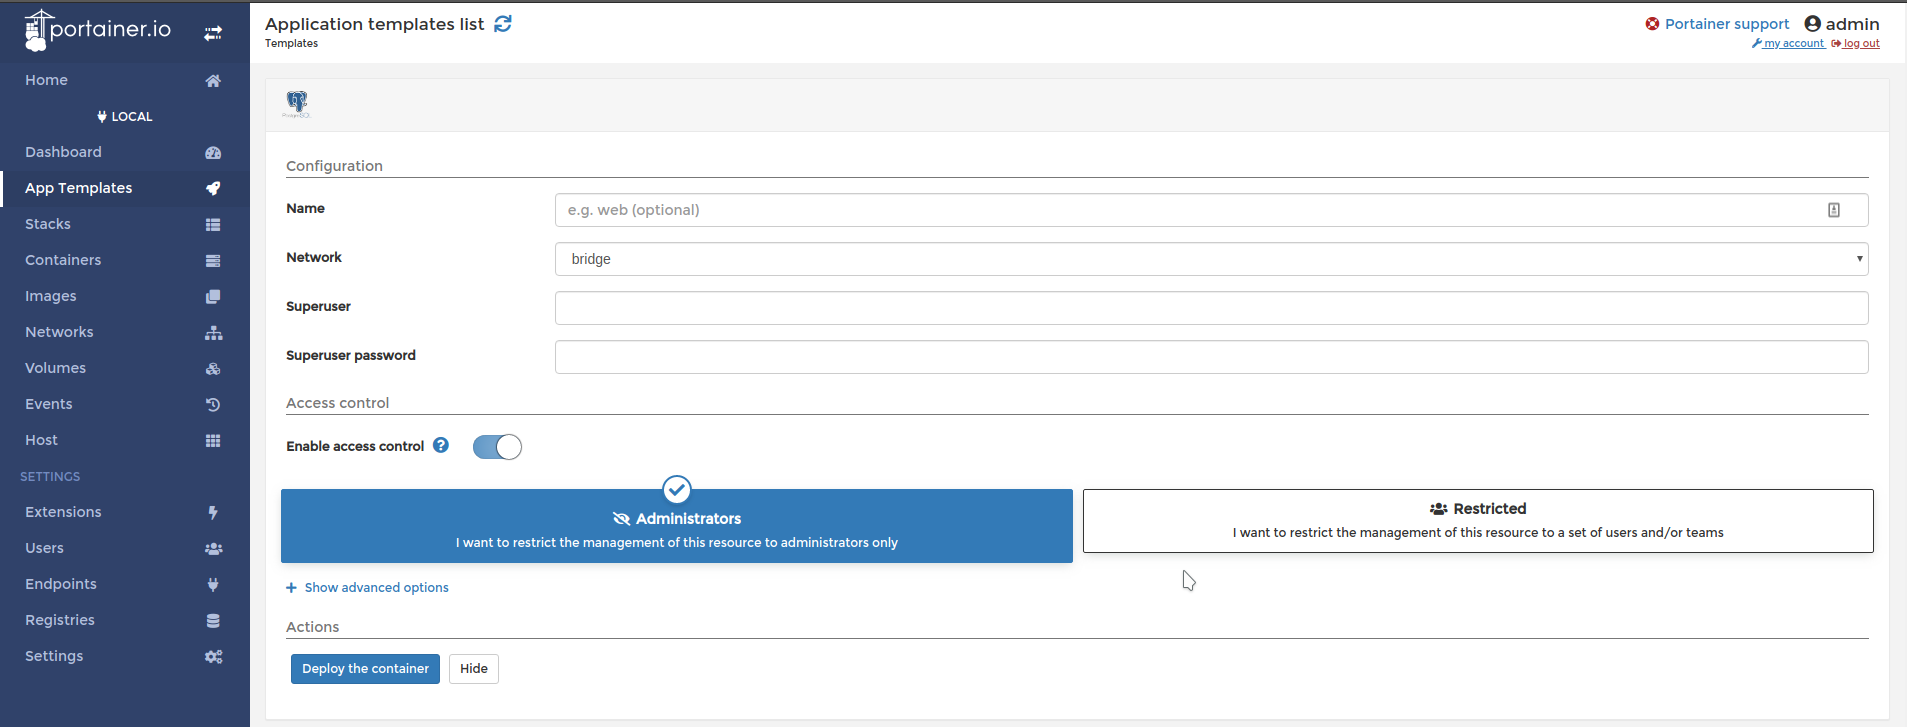 portainer.io
Home
LOCAL
Dashboard
App Templates
Stacks
Containers
Images
Networks
Volumes
Events
Host
SETTINGS
Extensions
Users
Endpoints
Registries
Settings
Application templates list
Templates
Portainer support admin
my account log out
PostgreSQL
Configuration
Name e.g. web (optional)
Network bridge
Superuser
Superuser password
Access control
Enable access control
Administrators
I want to restrict the management of this resource to administrators only
Restricted
I want to restrict the management of this resource to a set of users and/or teams
Show advanced options
Actions
Deploy the container Hide